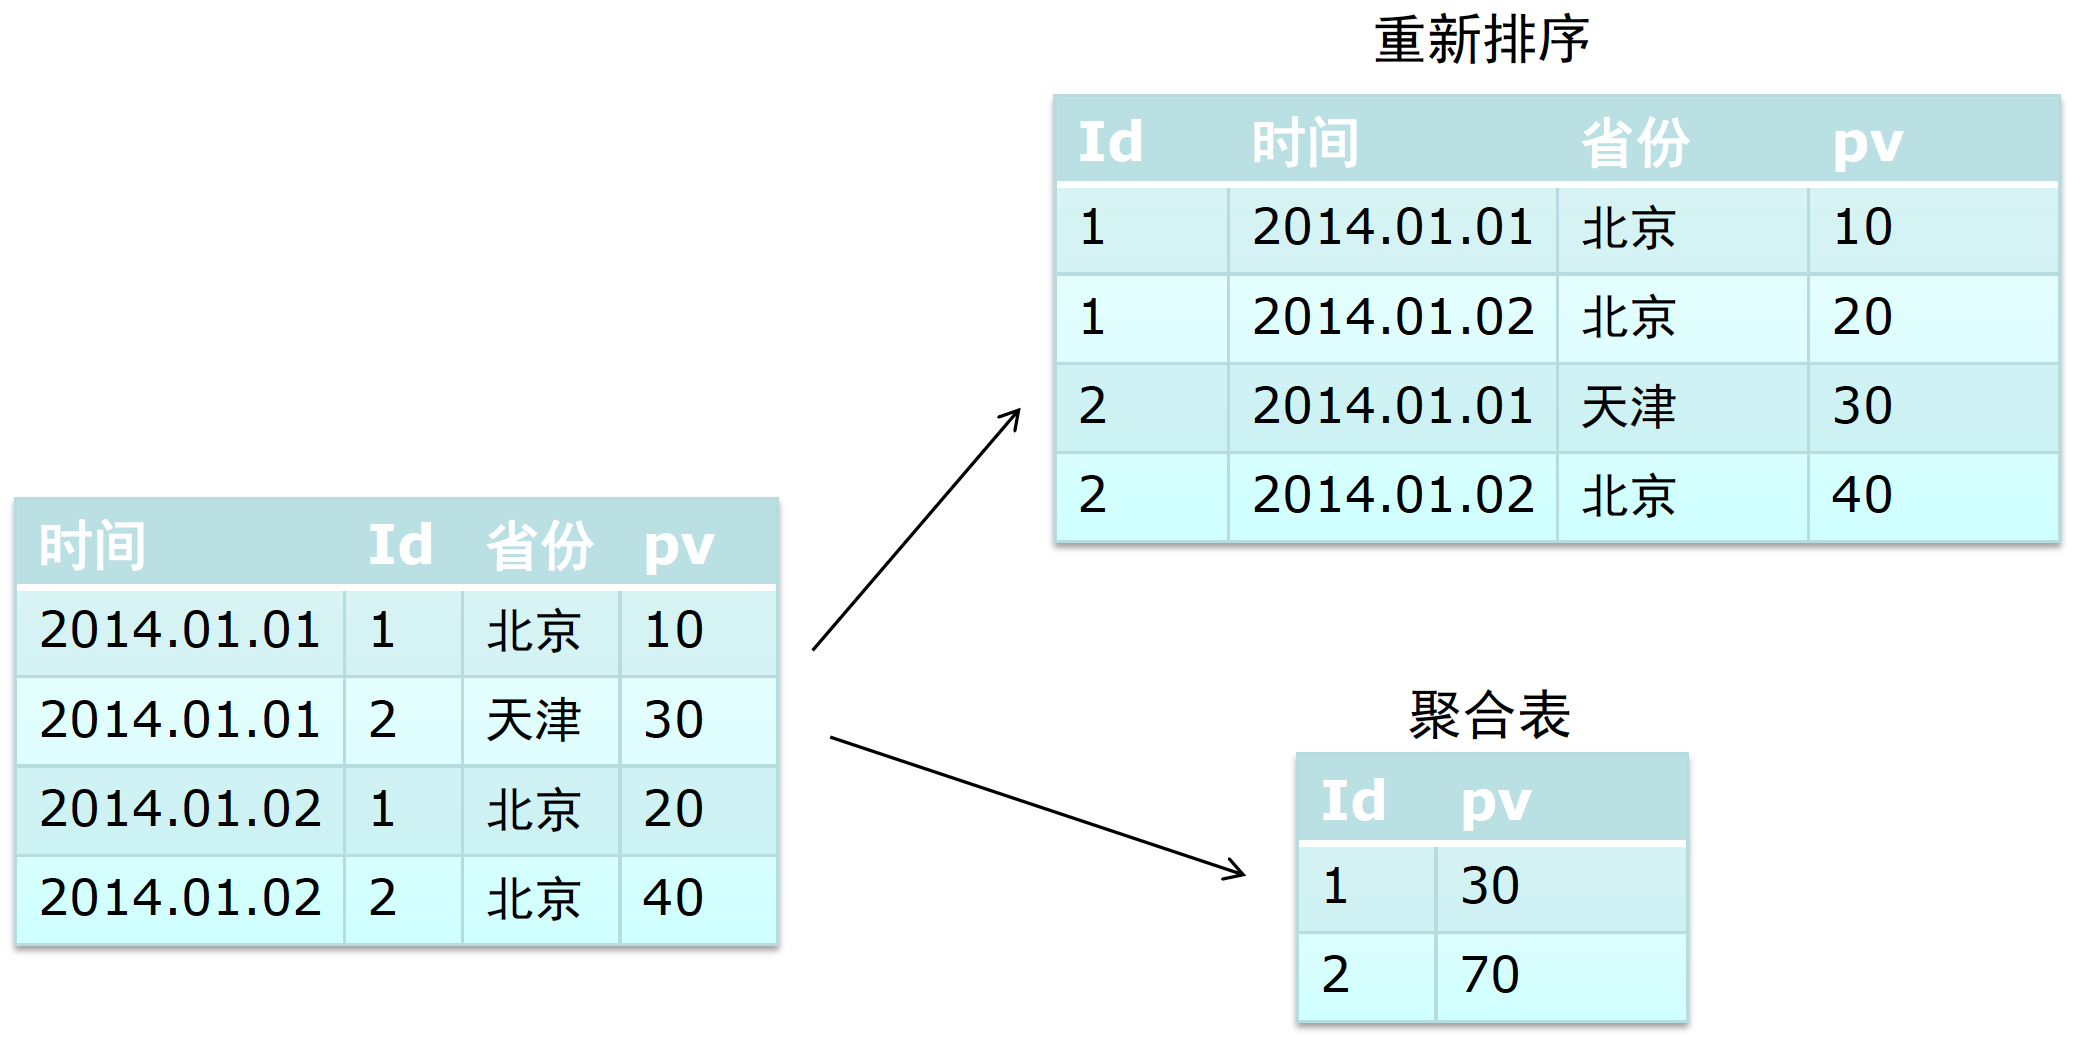 重新排序
Id 时间 省份 pv
1 2014.01.01 北京 10
1 2014.01.02 北京 20
2 2014.01.01 天津 30
2 2014.01.02 北京 40
时间 Id 省份 pv
2014.01.01 1 北京 10
2014.01.01 2 天津 30
2014.01.02 1 北京 20
2014.01.02 2 北京 40
聚合表
Id pv
1 30
2 70